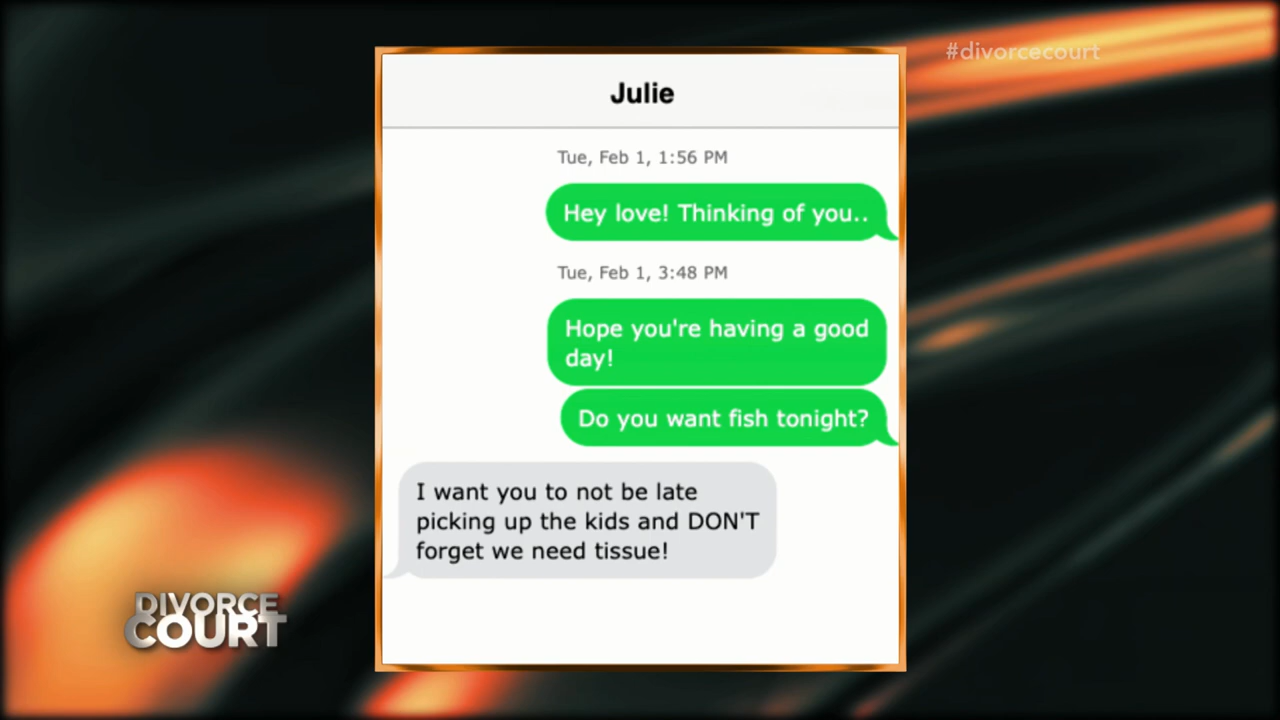 #divorcecourt
Julie
Tue, Feb 1, 1:56 PM
Hey love! Thinking of you..
Tue, Feb 1, 3:48 PM
Hope you're having a good
day!
Do you want fish tonight?
I want you to not be late
picking up the kids and DON'T
forget we need tissue!
DIVORCE
COURT